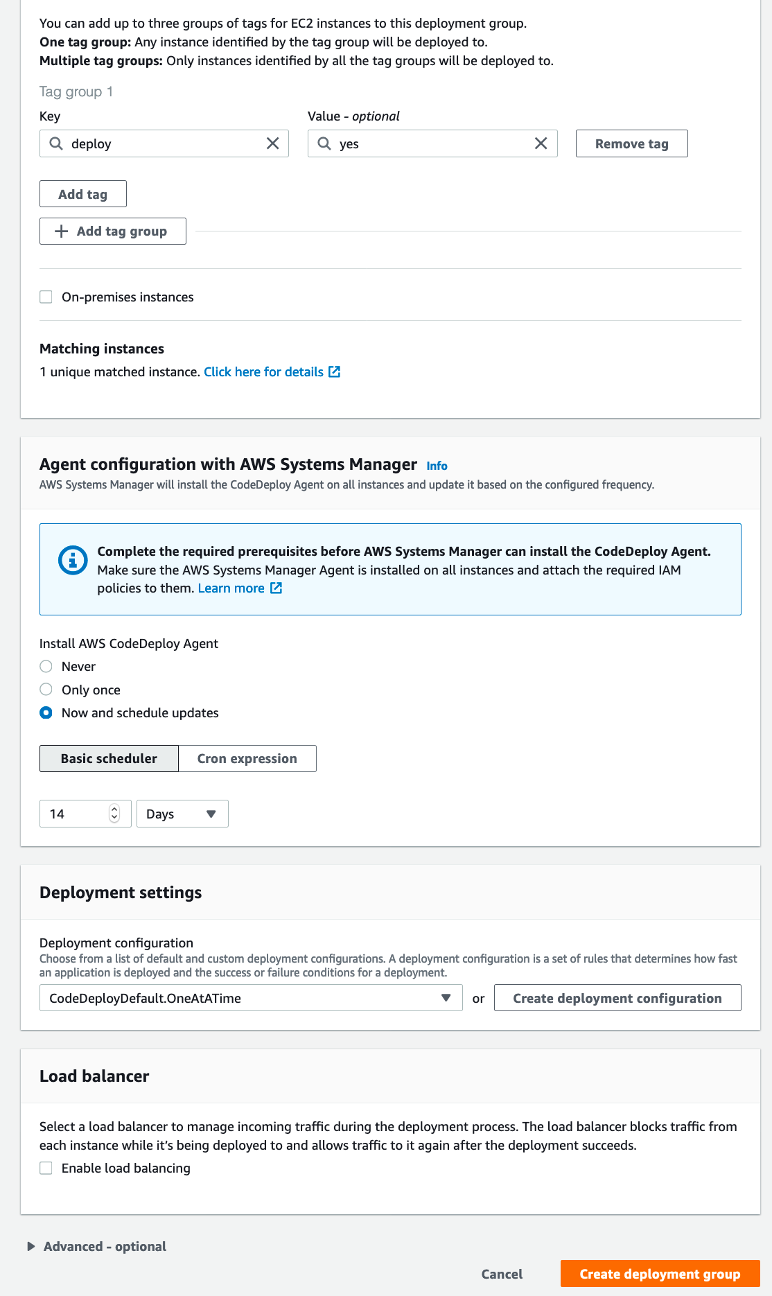 You can add up to three groups of tags for EC2 instances to this deployment group.
One tag group: Any instance identified by the tag group will be deployed to.
Multiple tag groups: Only instances identified by all the tag groups will be deployed to.
Tag group 1
Key Value - optional
deploy yes Remove tag
Add tag
Add tag group
On-premises instances
Matching instances
1 unique matched instance. Click here for details
Agent configuration with AWS Systems Manager Info
AWS Systems Manager will install the CodeDeploy Agent on all instances and update it based on the configured frequency.
Complete the required prerequisites before AWS Systems Manager can install the CodeDeploy Agent.
Make sure the AWS Systems Manager Agent is installed on all instances and attach the required IAM
policies to them. Learn more
Install AWS CodeDeploy Agent
Never
Only once
Now and schedule updates
Basic scheduler Cron expression
14 Days
Deployment settings
Deployment configuration
Choose from a list of default and custom deployment configurations. A deployment configuration is a set of rules that determines how fast
an application is deployed and the success or failure conditions for a deployment.
CodeDeployDefault.OneAtATime or Create deployment configuration
Load balancer
Select a load balancer to manage incoming traffic during the deployment process. The load balancer blocks traffic from
each instance while it's being deployed to and allows traffic to it again after the deployment succeeds.
Enable load balancing
Advanced - optional
Cancel Create deployment group